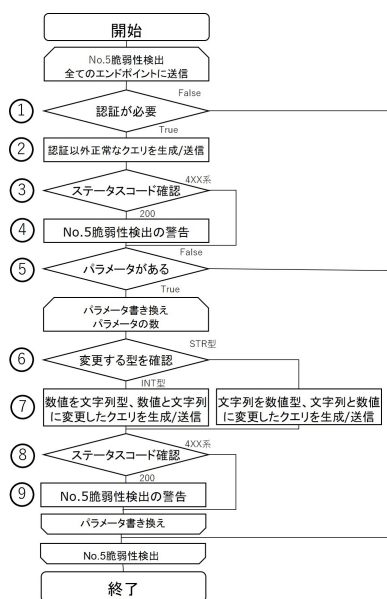 開始
No.5脆弱性検出
全てのエンドポイントに送信
False
① 認証が必要
True
② 認証以外正常なクエリを生成/送信
4XX系
③ ステータスコード確認
200
④ No.5脆弱性検出の警告
False
⑤ パラメータがある
True
パラメータ書き換え
パラメータの数
STR型
⑥ 変更する型を確認
INT型
⑦ 数値を文字列型、数値と文字列
に変更したクエリを生成/送信
文字列を数値型、文字列と数値
に変更したクエリを生成/送信
4XX系
⑧ ステータスコード確認
200
⑨ No.5脆弱性検出の警告
パラメータ書き換え
No.5脆弱性検出
終了